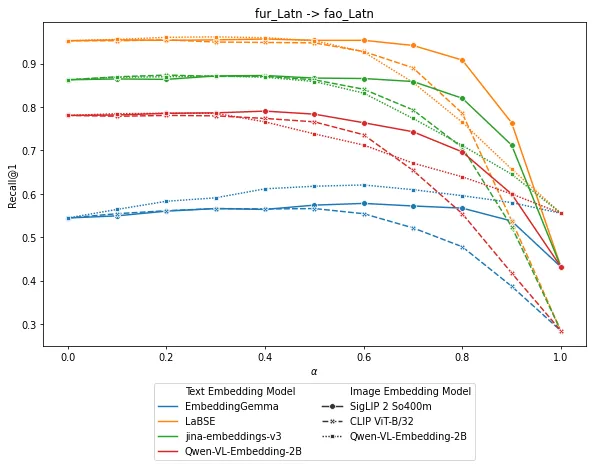 fur_Latn -> fao_Latn
Recall@1
0.9
0.8
0.7
0.6
0.5
0.4
0.3
0.0 0.2 0.4 0.6 0.8 1.0
α
Text Embedding Model Image Embedding Model
EmbeddingGemma SigLIP 2 So400m
LaBSE CLIP ViT-B/32
jina-embeddings-v3 Qwen-VL-Embedding-2B
Qwen-VL-Embedding-2B